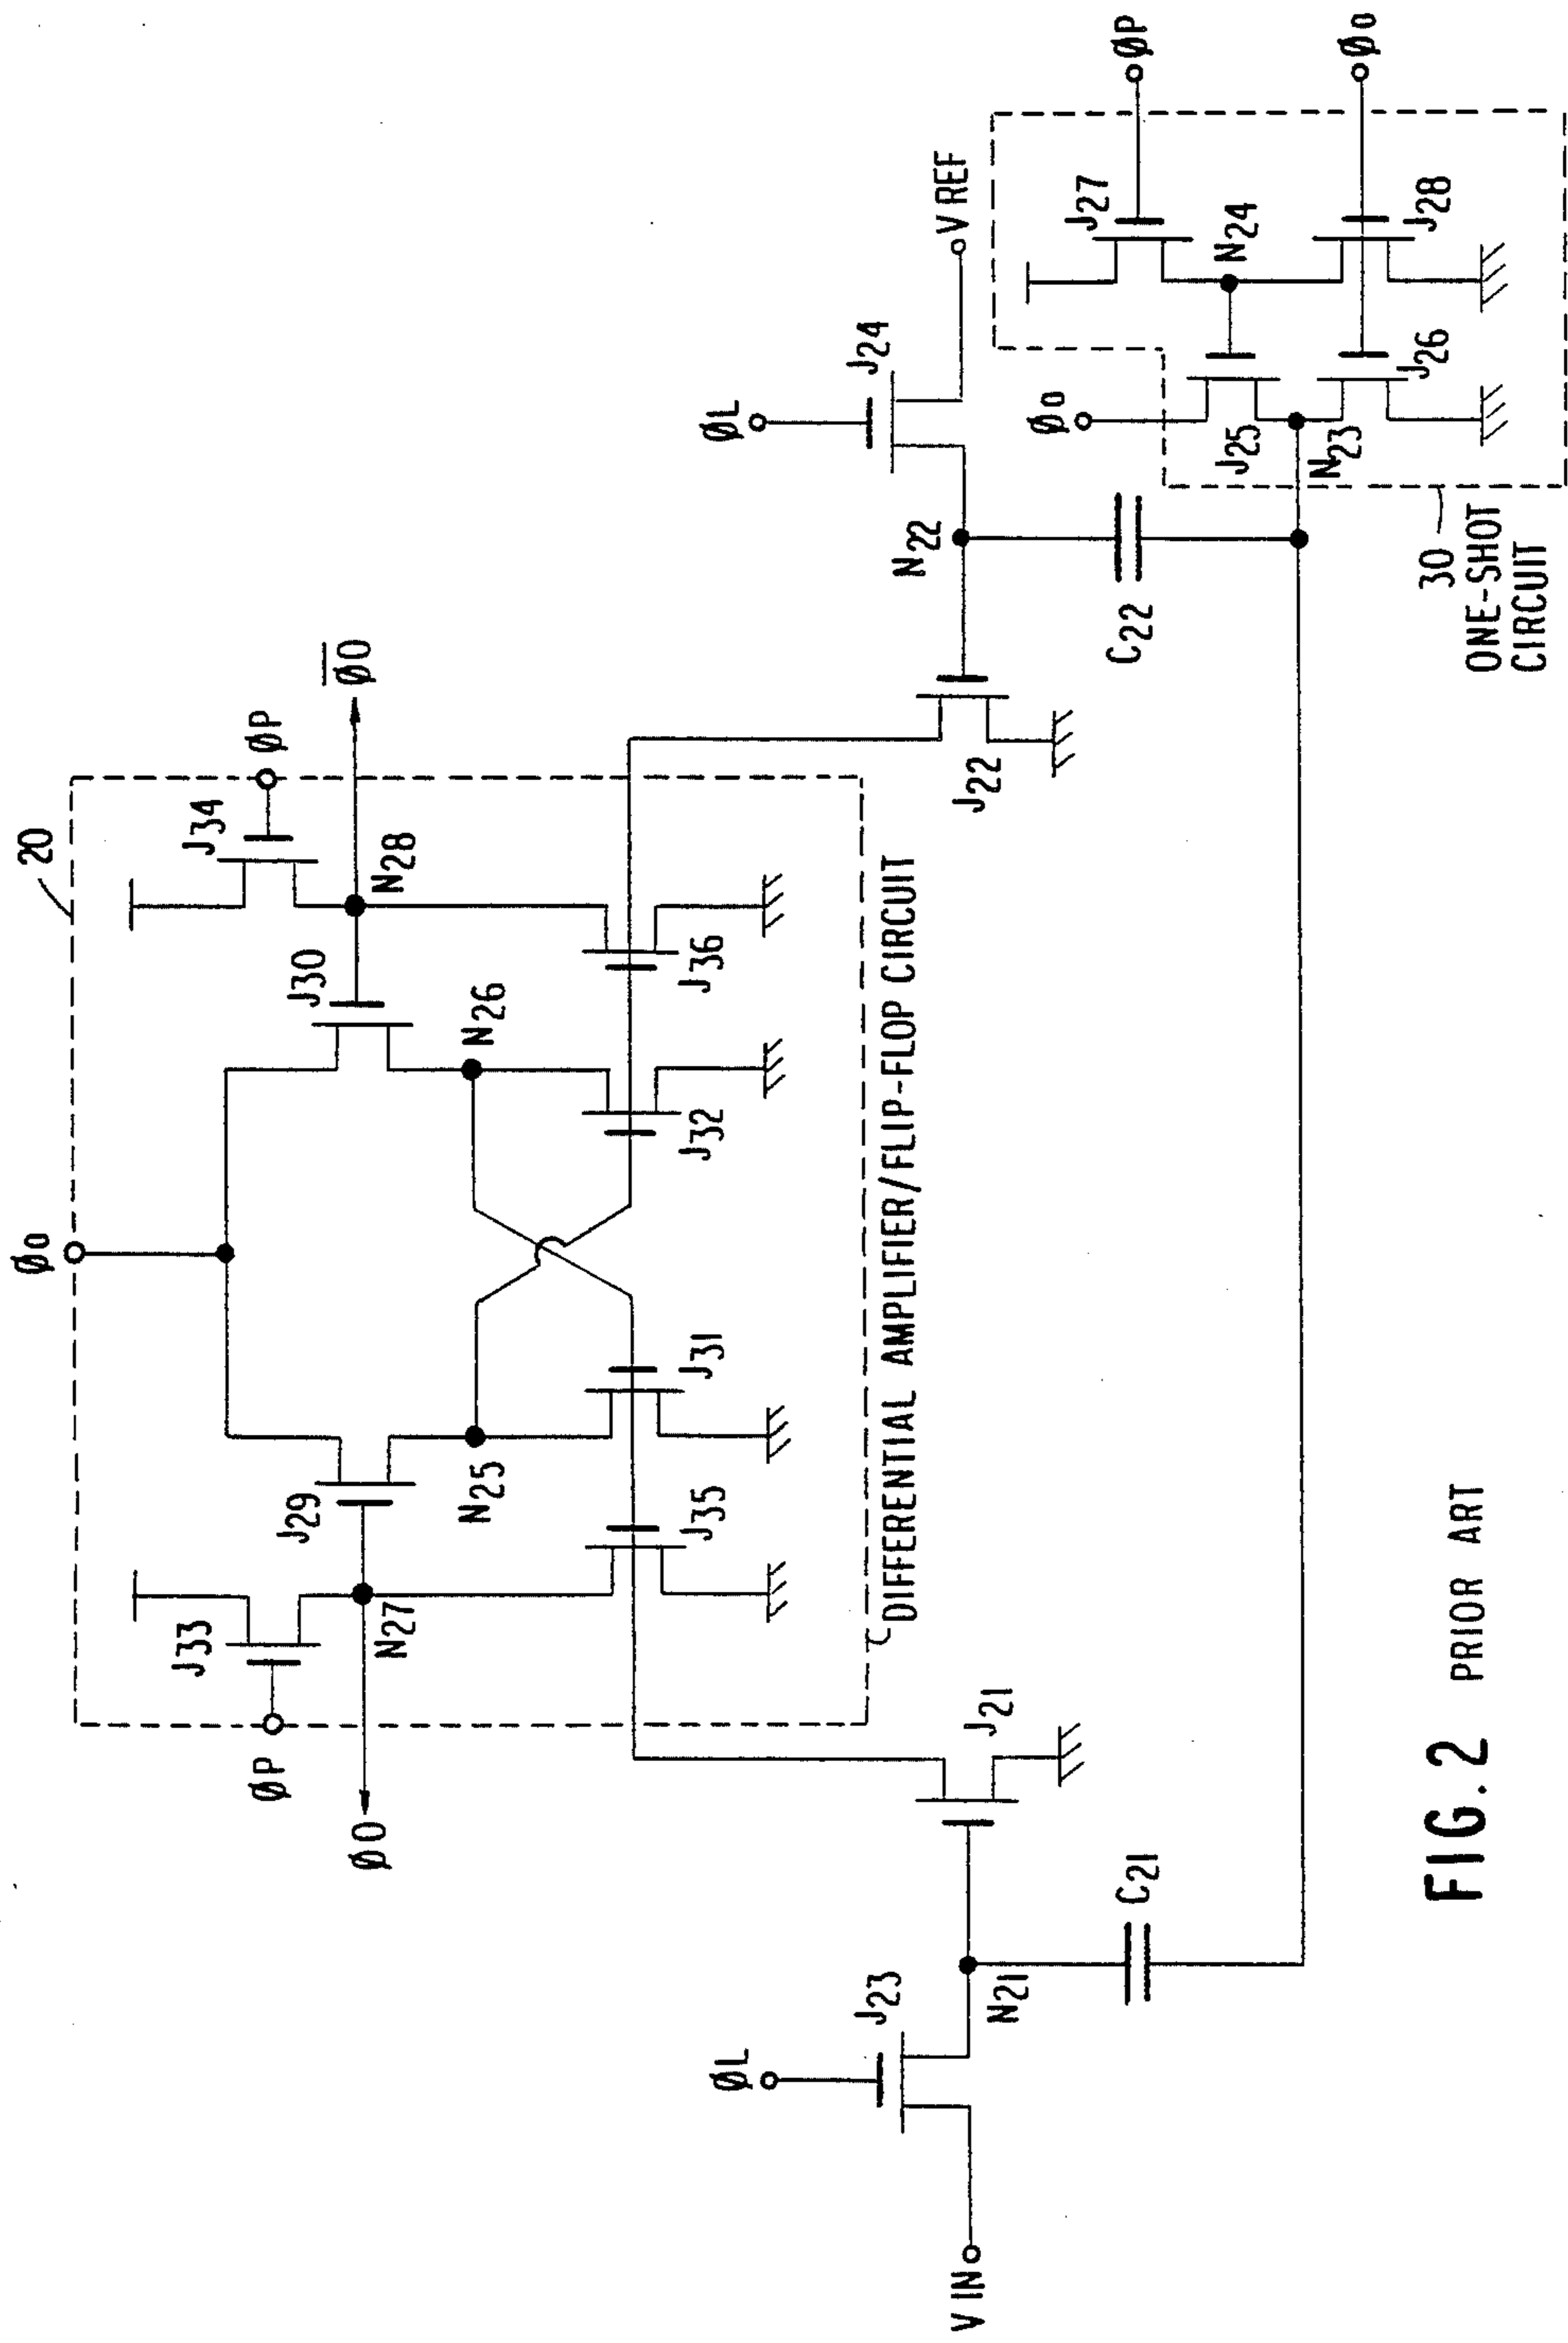 20
Øo
ØP
J33
J34
ØP
ØO
N27
J29
J30
N28
Ø̅O̅
N25
N26
J35
J31
J32
J36
DIFFERENTIAL AMPLIFIER/FLIP-FLOP CIRCUIT
ØL
J23
VIN
N21
J21
C21
J22
N22
C22
ØL
J24
VREF
Øo
J25
N23
J26
J27
N24
J28
ØP
Øo
30
ONE-SHOT
CIRCUIT
FIG.2 PRIOR ART